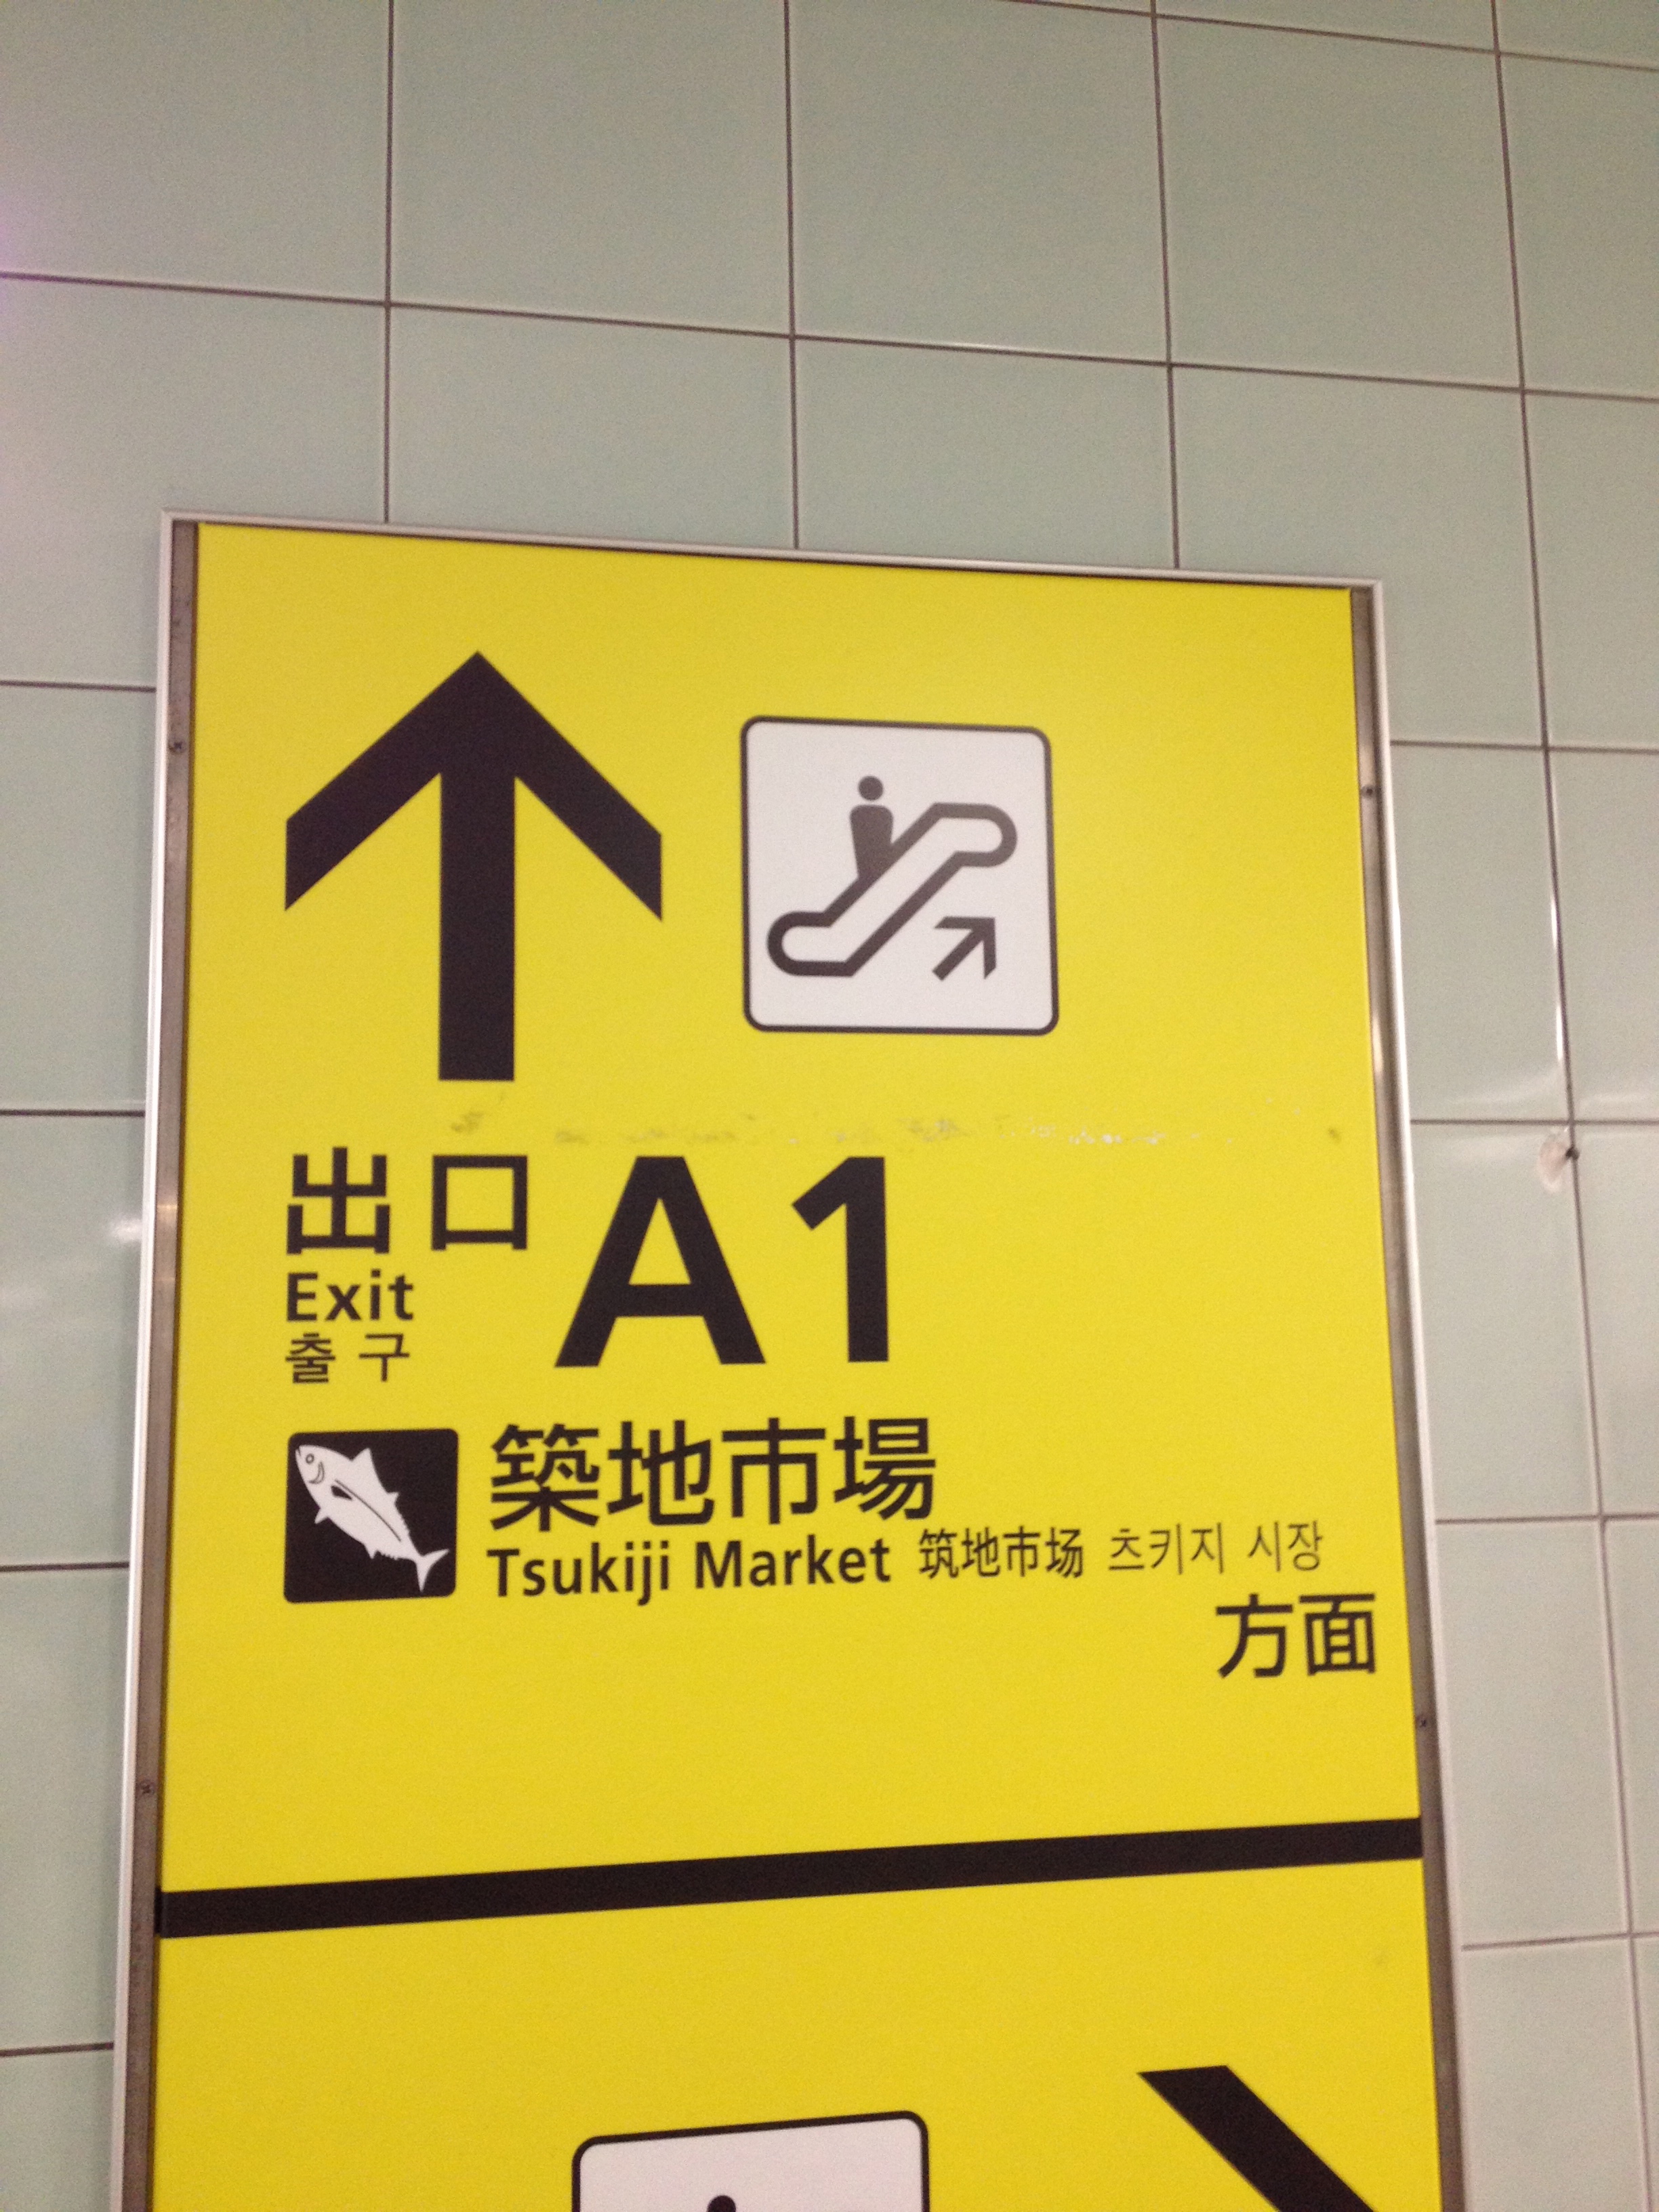 出口 A1
Exit
출구
築地市場
Tsukiji Market 筑地市场 츠키지 시장
方面